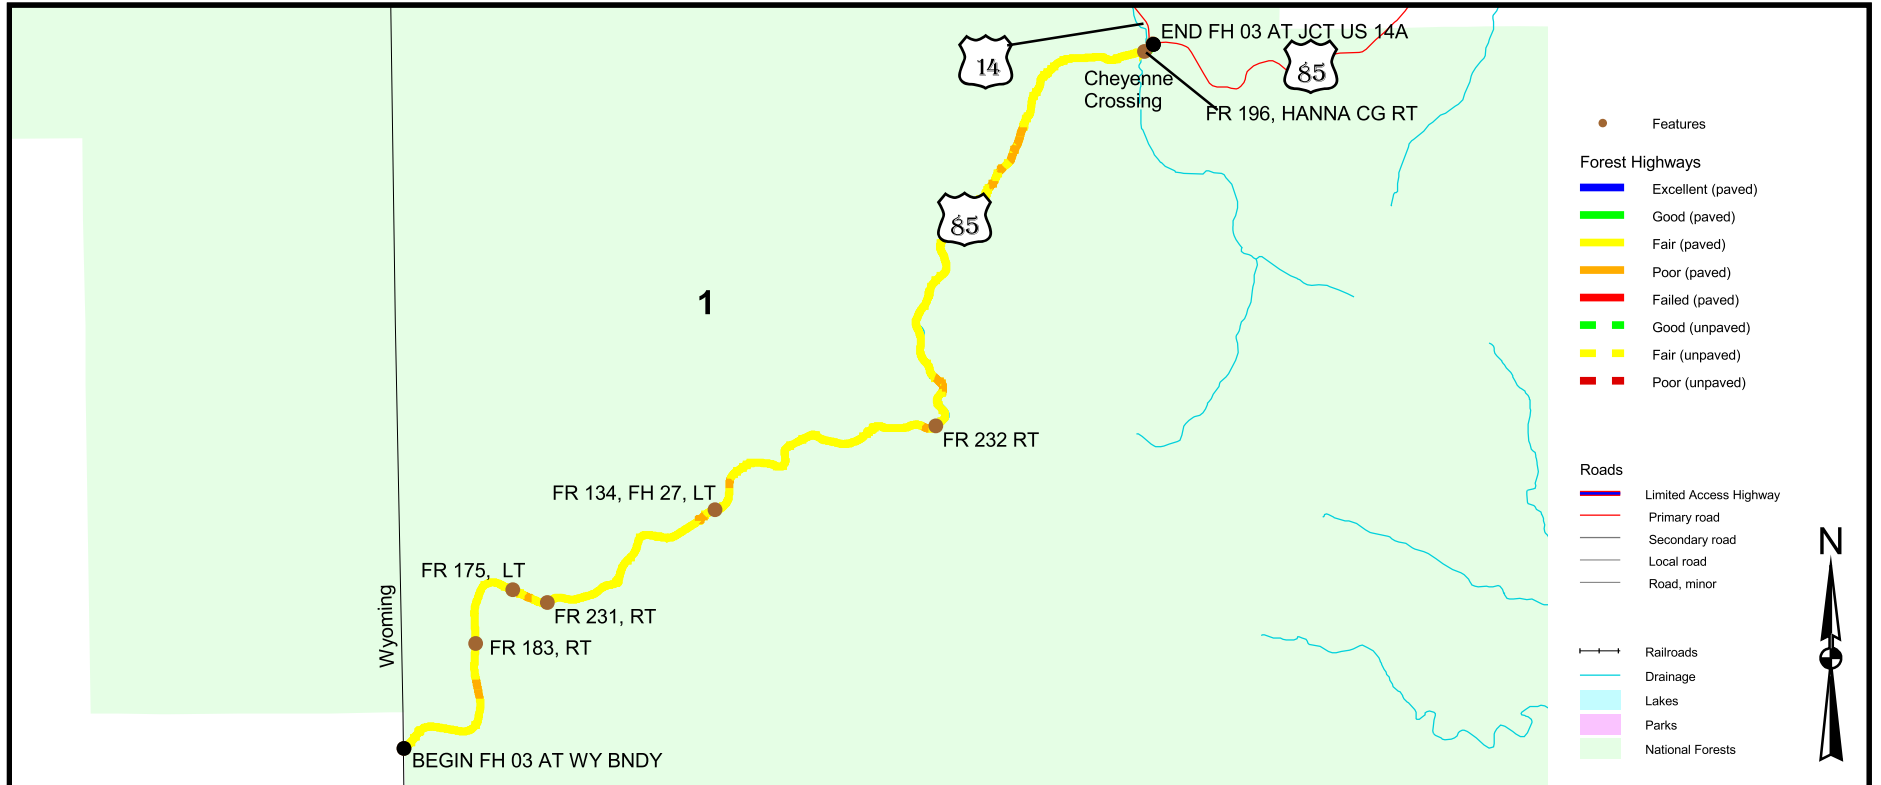 END FH 03 AT JCT US 14A
14
85
Cheyenne
Crossing
FR 196, HANNA CG RT
85
1
FR 232 RT
FR 134, FH 27, LT
FR 175, LT
FR 231, RT
FR 183, RT
Wyoming
BEGIN FH 03 AT WY BNDY
Features
Forest Highways
Excellent (paved)
Good (paved)
Fair (paved)
Poor (paved)
Failed (paved)
Good (unpaved)
Fair (unpaved)
Poor (unpaved)
Roads
Limited Access Highway
Primary road
Secondary road
Local road
Road, minor
Railroads
Drainage
Lakes
Parks
National Forests
N